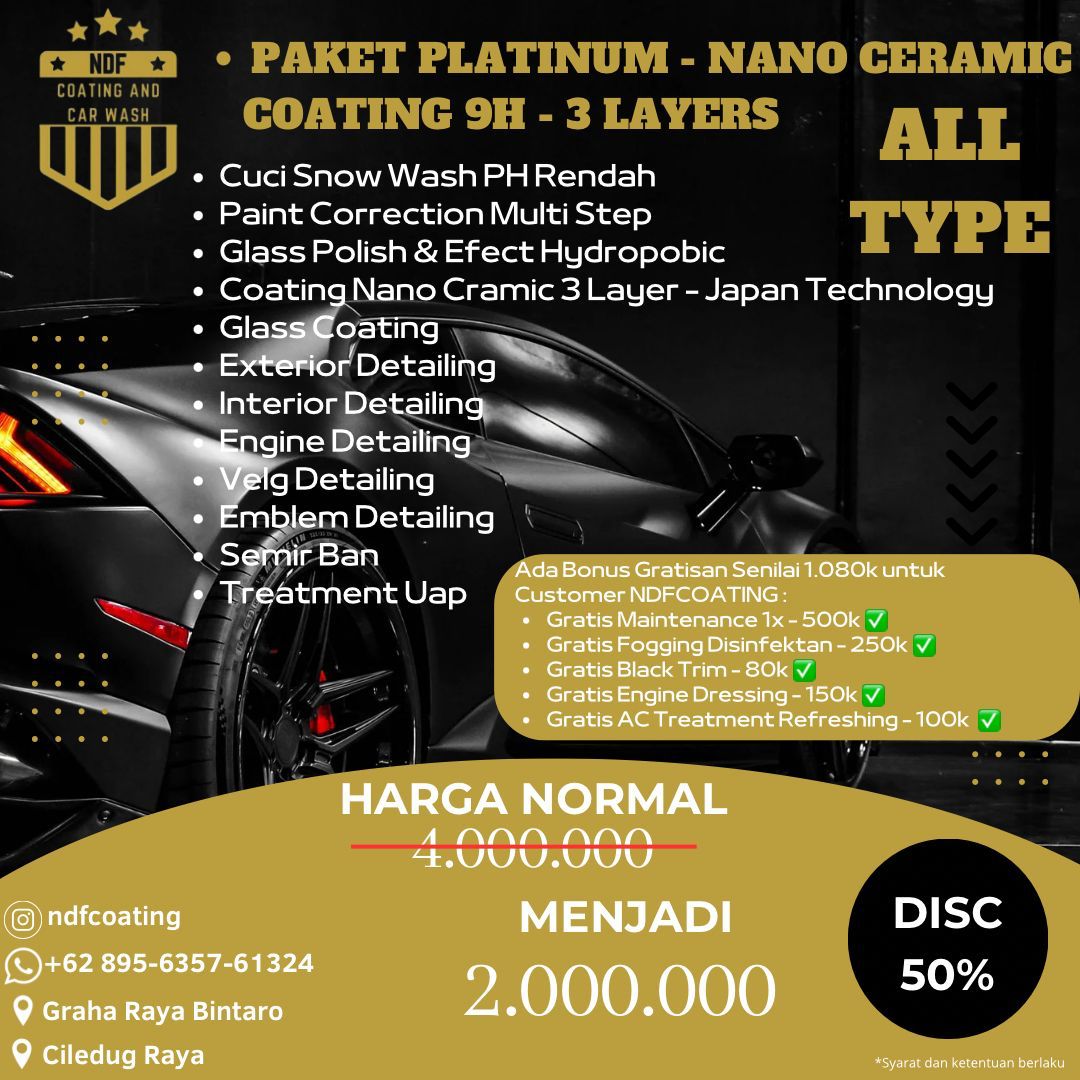 NDF
COATING AND
CAR WASH
• PAKET PLATINUM - NANO CERAMIC
COATING 9H - 3 LAYERS
ALL
TYPE
• Cuci Snow Wash PH Rendah
• Paint Correction Multi Step
• Glass Polish & Efect Hydropobic
• Coating Nano Cramic 3 Layer - Japan Technology
• Glass Coating
• Exterior Detailing
• Interior Detailing
• Engine Detailing
• Velg Detailing
• Emblem Detailing
• Semir Ban
• Treatment Uap
Ada Bonus Gratisan Senilai 1.080k untuk
Customer NDFCOATING :
• Gratis Maintenance 1x - 500k ✅
• Gratis Fogging Disinfektan - 250k ✅
• Gratis Black Trim - 80k ✅
• Gratis Engine Dressing - 150k ✅
• Gratis AC Treatment Refreshing - 100k ✅
HARGA NORMAL
4.000.000
MENJADI
2.000.000
DISC
50%
ndfcoating
+62 895-6357-61324
Graha Raya Bintaro
Ciledug Raya
*Syarat dan ketentuan berlaku